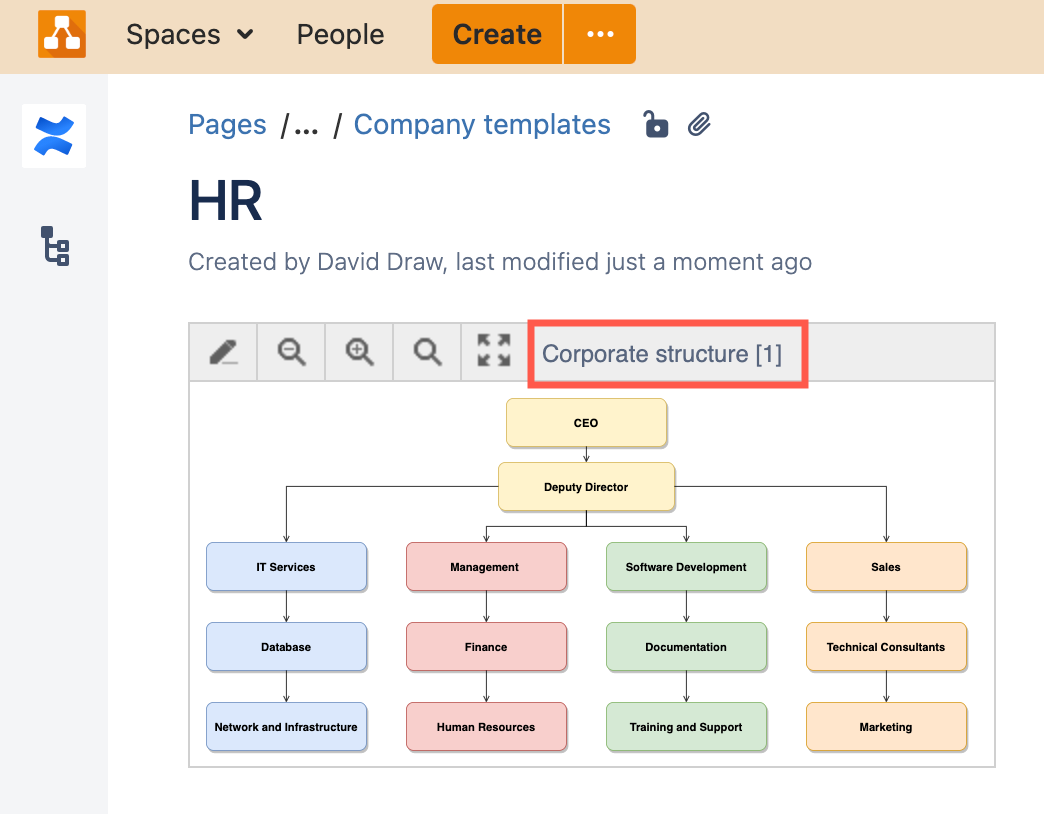 Spaces People Create ...
Pages / ... / Company templates
HR
Created by David Draw, last modified just a moment ago
Corporate structure [1]
CEO
Deputy Director
IT Services Management Software Development Sales
Database Finance Documentation Technical Consultants
Network and Infrastructure Human Resources Training and Support Marketing